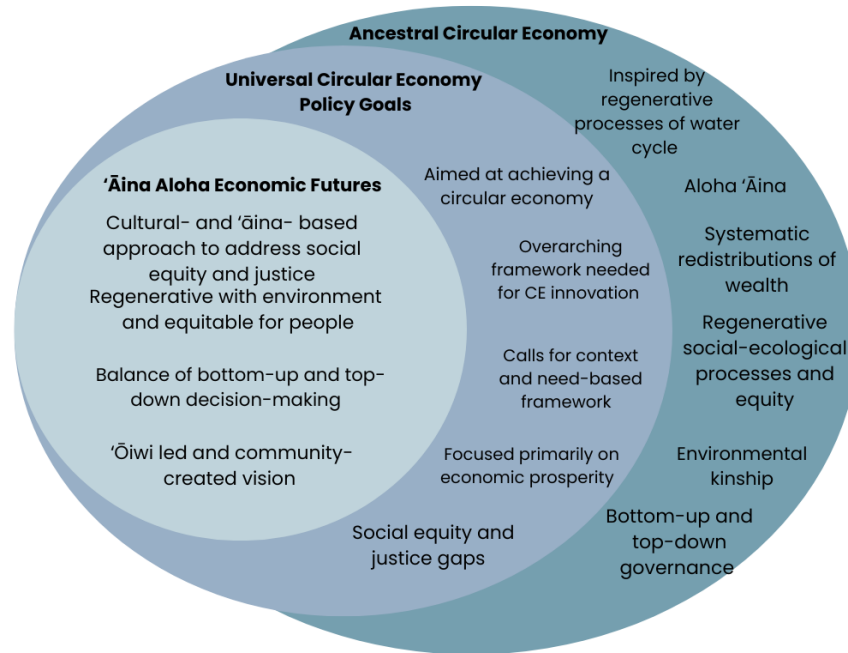 Ancestral Circular Economy
Inspired by
regenerative
processes of water
cycle
Aloha ‘Āina
Systematic
redistributions of
wealth
Regenerative
social-ecological
processes and
equity
Environmental
kinship
Bottom-up and
top-down
governance
Universal Circular Economy
Policy Goals
Aimed at achieving a
circular economy
Overarching
framework needed
for CE innovation
Calls for context
and need-based
framework
Focused primarily on
economic prosperity
Social equity and
justice gaps
‘Āina Aloha Economic Futures
Cultural- and ‘āina- based
approach to address social
equity and justice
Regenerative with environment
and equitable for people
Balance of bottom-up and top-
down decision-making
‘Ōiwi led and community-
created vision